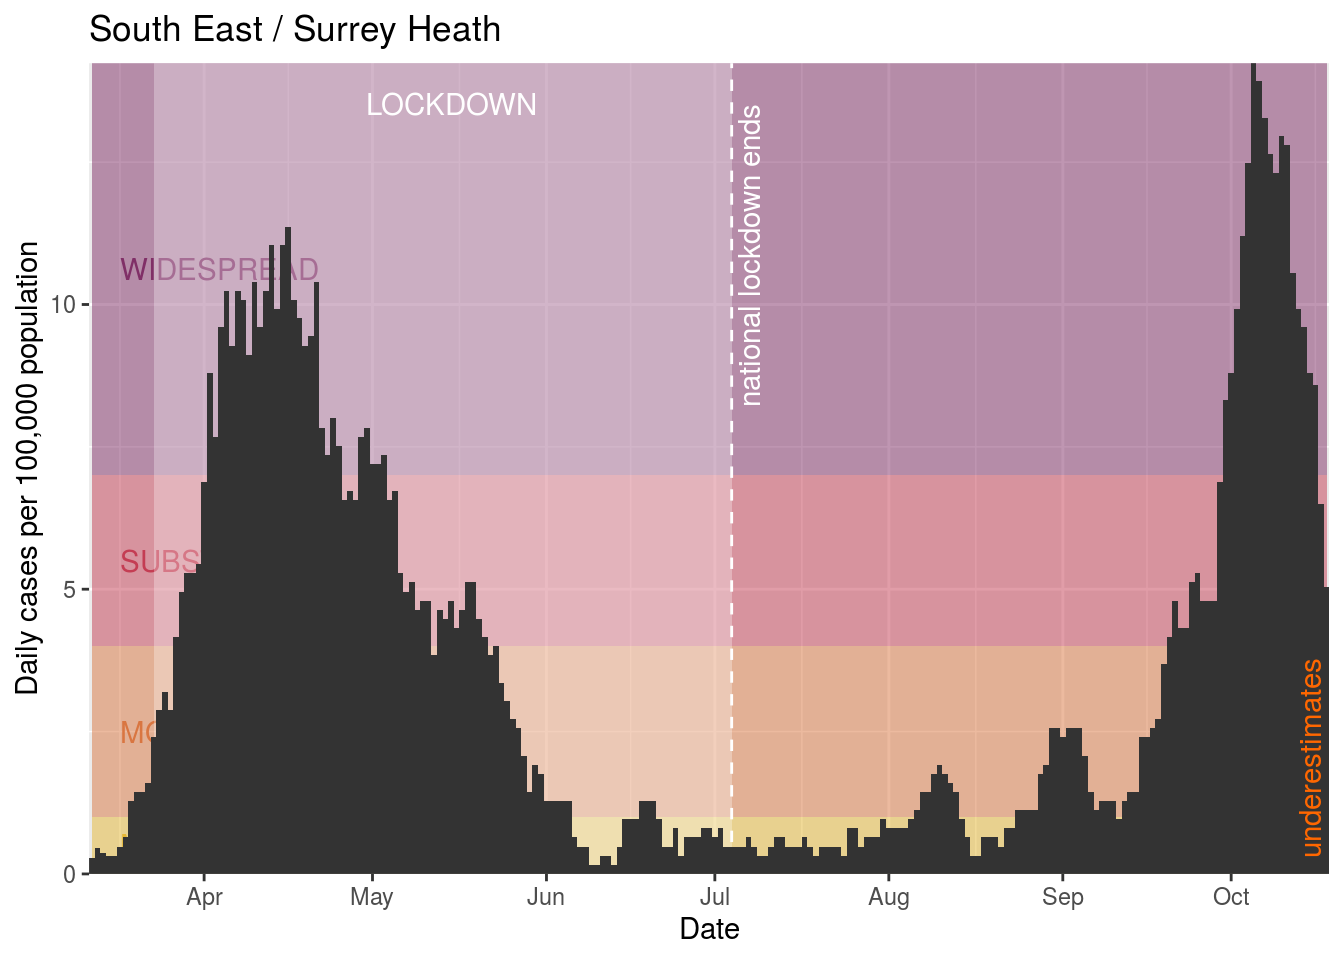 South East / Surrey Heath
LOCKDOWN
national lockdown ends
WIDESPREAD
SUBS
MO
underestimates
Daily cases per 100,000 population
10
5
0
Apr
May
Jun
Jul
Aug
Sep
Oct
Date